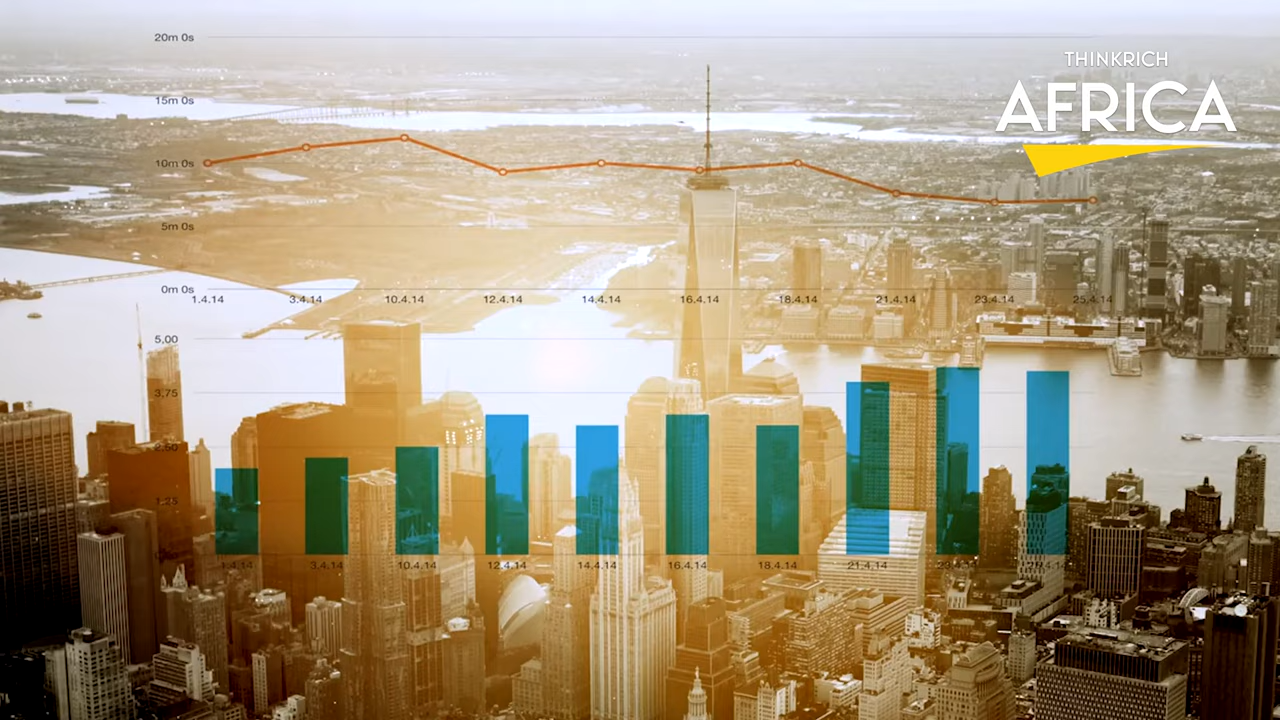 THINKRICH
AFRICA
20m 0s
15m 0s
10m 0s
5m 0s
0m 0s
1.4.14 3.4.14 10.4.14 12.4.14 14.4.14 16.4.14 18.4.14 21.4.14 23.4.14 25.4.14
5,00
3,75
2,50
1,25
1.4.14 3.4.14 10.4.14 12.4.14 14.4.14 16.4.14 18.4.14 21.4.14 23.4.14